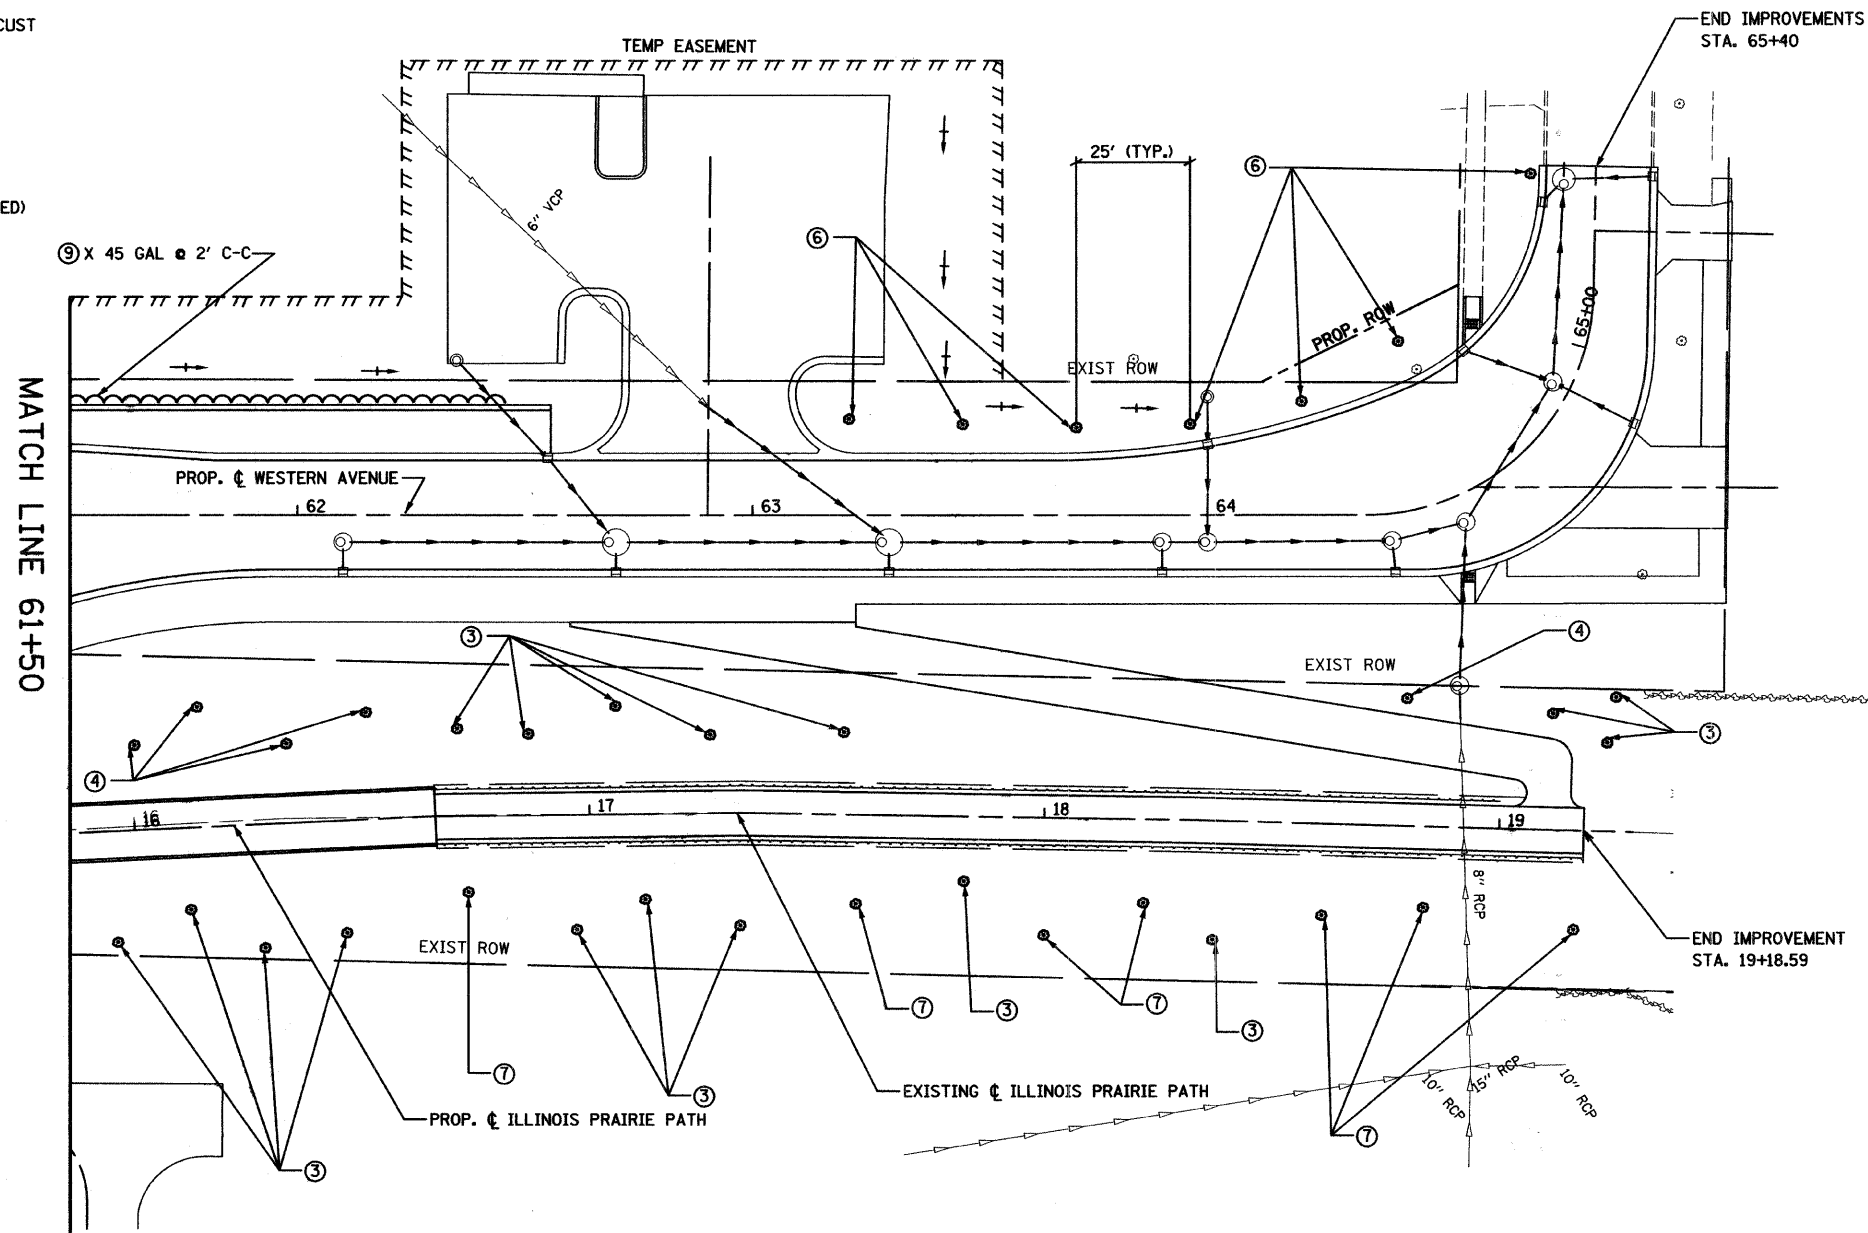 CUST
END IMPROVEMENTS
STA. 65+40
TEMP EASEMENT
25' (TYP.)
6
ED)
6" VCP
6
9 X 45 GAL @ 2' C-C
65+00
PROP. ROW
EXIST ROW
MATCH LINE 61+50
PROP. ℄ WESTERN AVENUE
62
63
64
3
4
EXIST ROW
3
4
16
17
18
19
8" RCP
EXIST ROW
END IMPROVEMENT
STA. 19+18.59
7
3
7
3
7
3
EXISTING ℄ ILLINOIS PRAIRIE PATH
10" RCP
15" RCP
10" RCP
PROP. ℄ ILLINOIS PRAIRIE PATH
7
3